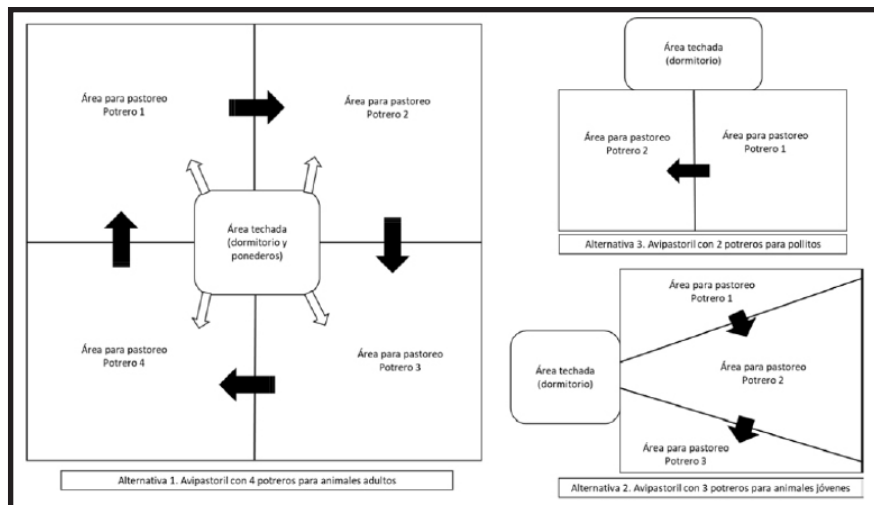 Área para pastoreo
Potrero 1
Área para pastoreo
Potrero 2
Área techada
(dormitorio y
ponederos)
Área para pastoreo
Potrero 4
Área para pastoreo
Potrero 3
Alternativa 1. Avipastoril con 4 potreros para animales adultos
Área techada
(dormitorio)
Área para pastoreo
Potrero 2
Área para pastoreo
Potrero 1
Alternativa 3. Avipastoril con 2 potreros para pollitos
Área para pastoreo
Potrero 1
Área techada
(dormitorio)
Área para pastoreo
Potrero 2
Área para pastoreo
Potrero 3
Alternativa 2. Avipastoril con 3 potreros para animales jóvenes